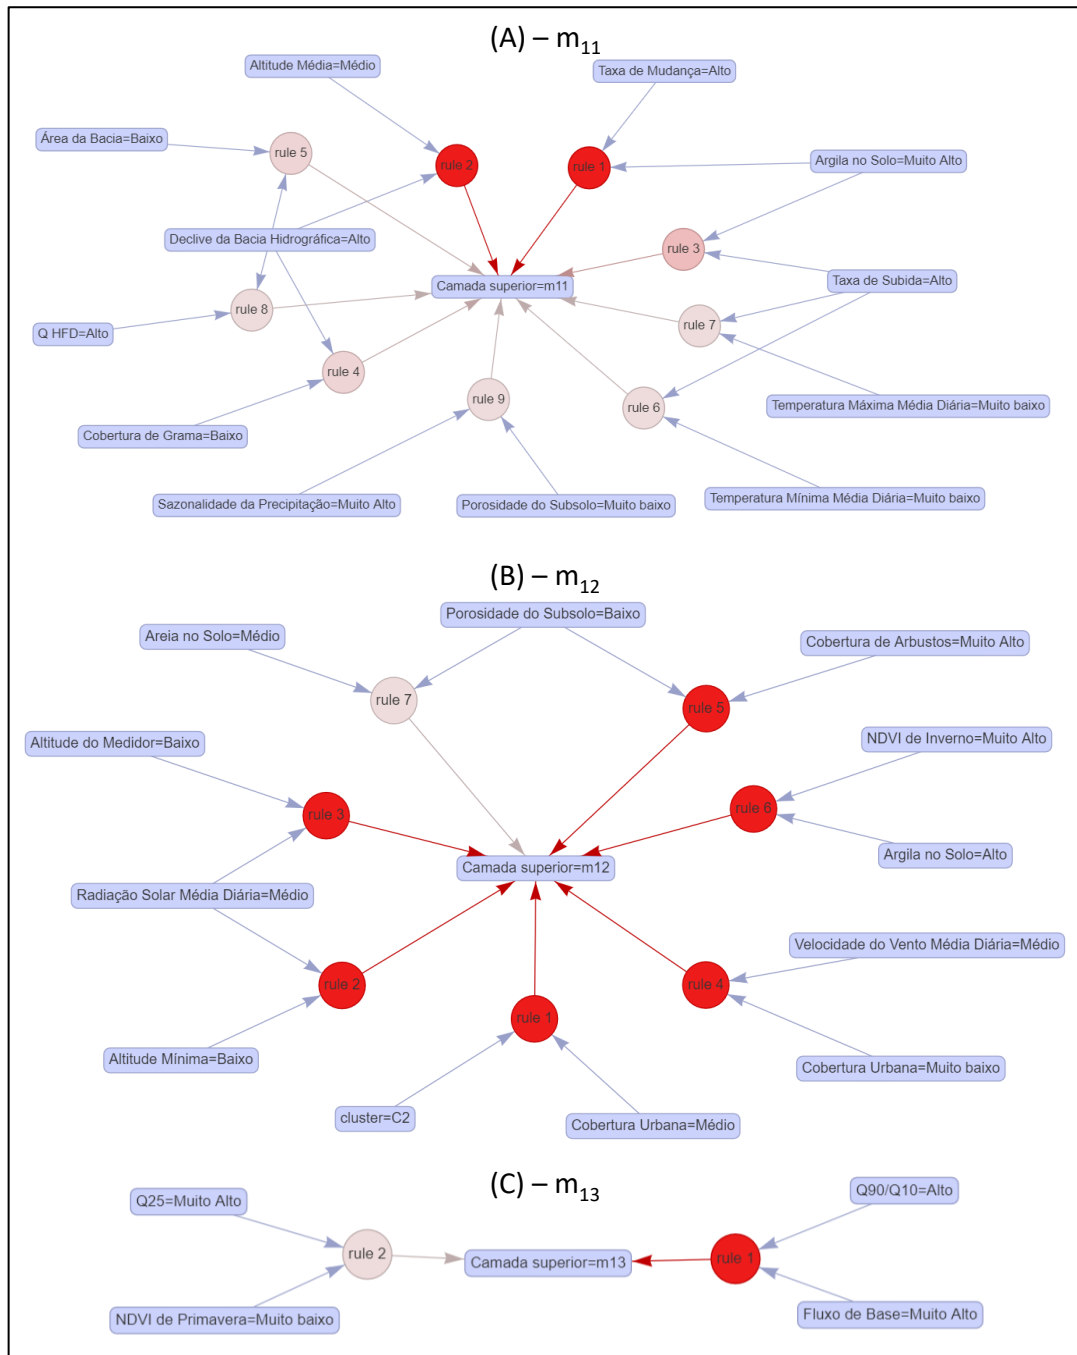 (A) – m11
Altitude Média=Médio
Taxa de Mudança=Alto
Área da Bacia=Baixo
rule 5
rule 2
rule 1
Argila no Solo=Muito Alto
Declive da Bacia Hidrográfica=Alto
rule 3
Camada superior=m11
Taxa de Subida=Alto
rule 8
Q HFD=Alto
rule 7
rule 4
rule 9
rule 6
Temperatura Máxima Média Diária=Muito baixo
Cobertura de Grama=Baixo
Sazonalidade da Precipitação=Muito Alto
Porosidade do Subsolo=Muito baixo
Temperatura Mínima Média Diária=Muito baixo
(B) – m12
Porosidade do Subsolo=Baixo
Areia no Solo=Médio
Cobertura de Arbustos=Muito Alto
rule 7
rule 5
Altitude do Medidor=Baixo
NDVI de Inverno=Muito Alto
rule 3
rule 6
Camada superior=m12
Argila no Solo=Alto
Radiação Solar Média Diária=Médio
Velocidade do Vento Média Diária=Médio
rule 2
rule 4
rule 1
Altitude Mínima=Baixo
Cobertura Urbana=Muito baixo
cluster=C2
Cobertura Urbana=Médio
(C) – m13
Q25=Muito Alto
Q90/Q10=Alto
rule 2
Camada superior=m13
rule 1
NDVI de Primavera=Muito baixo
Fluxo de Base=Muito Alto